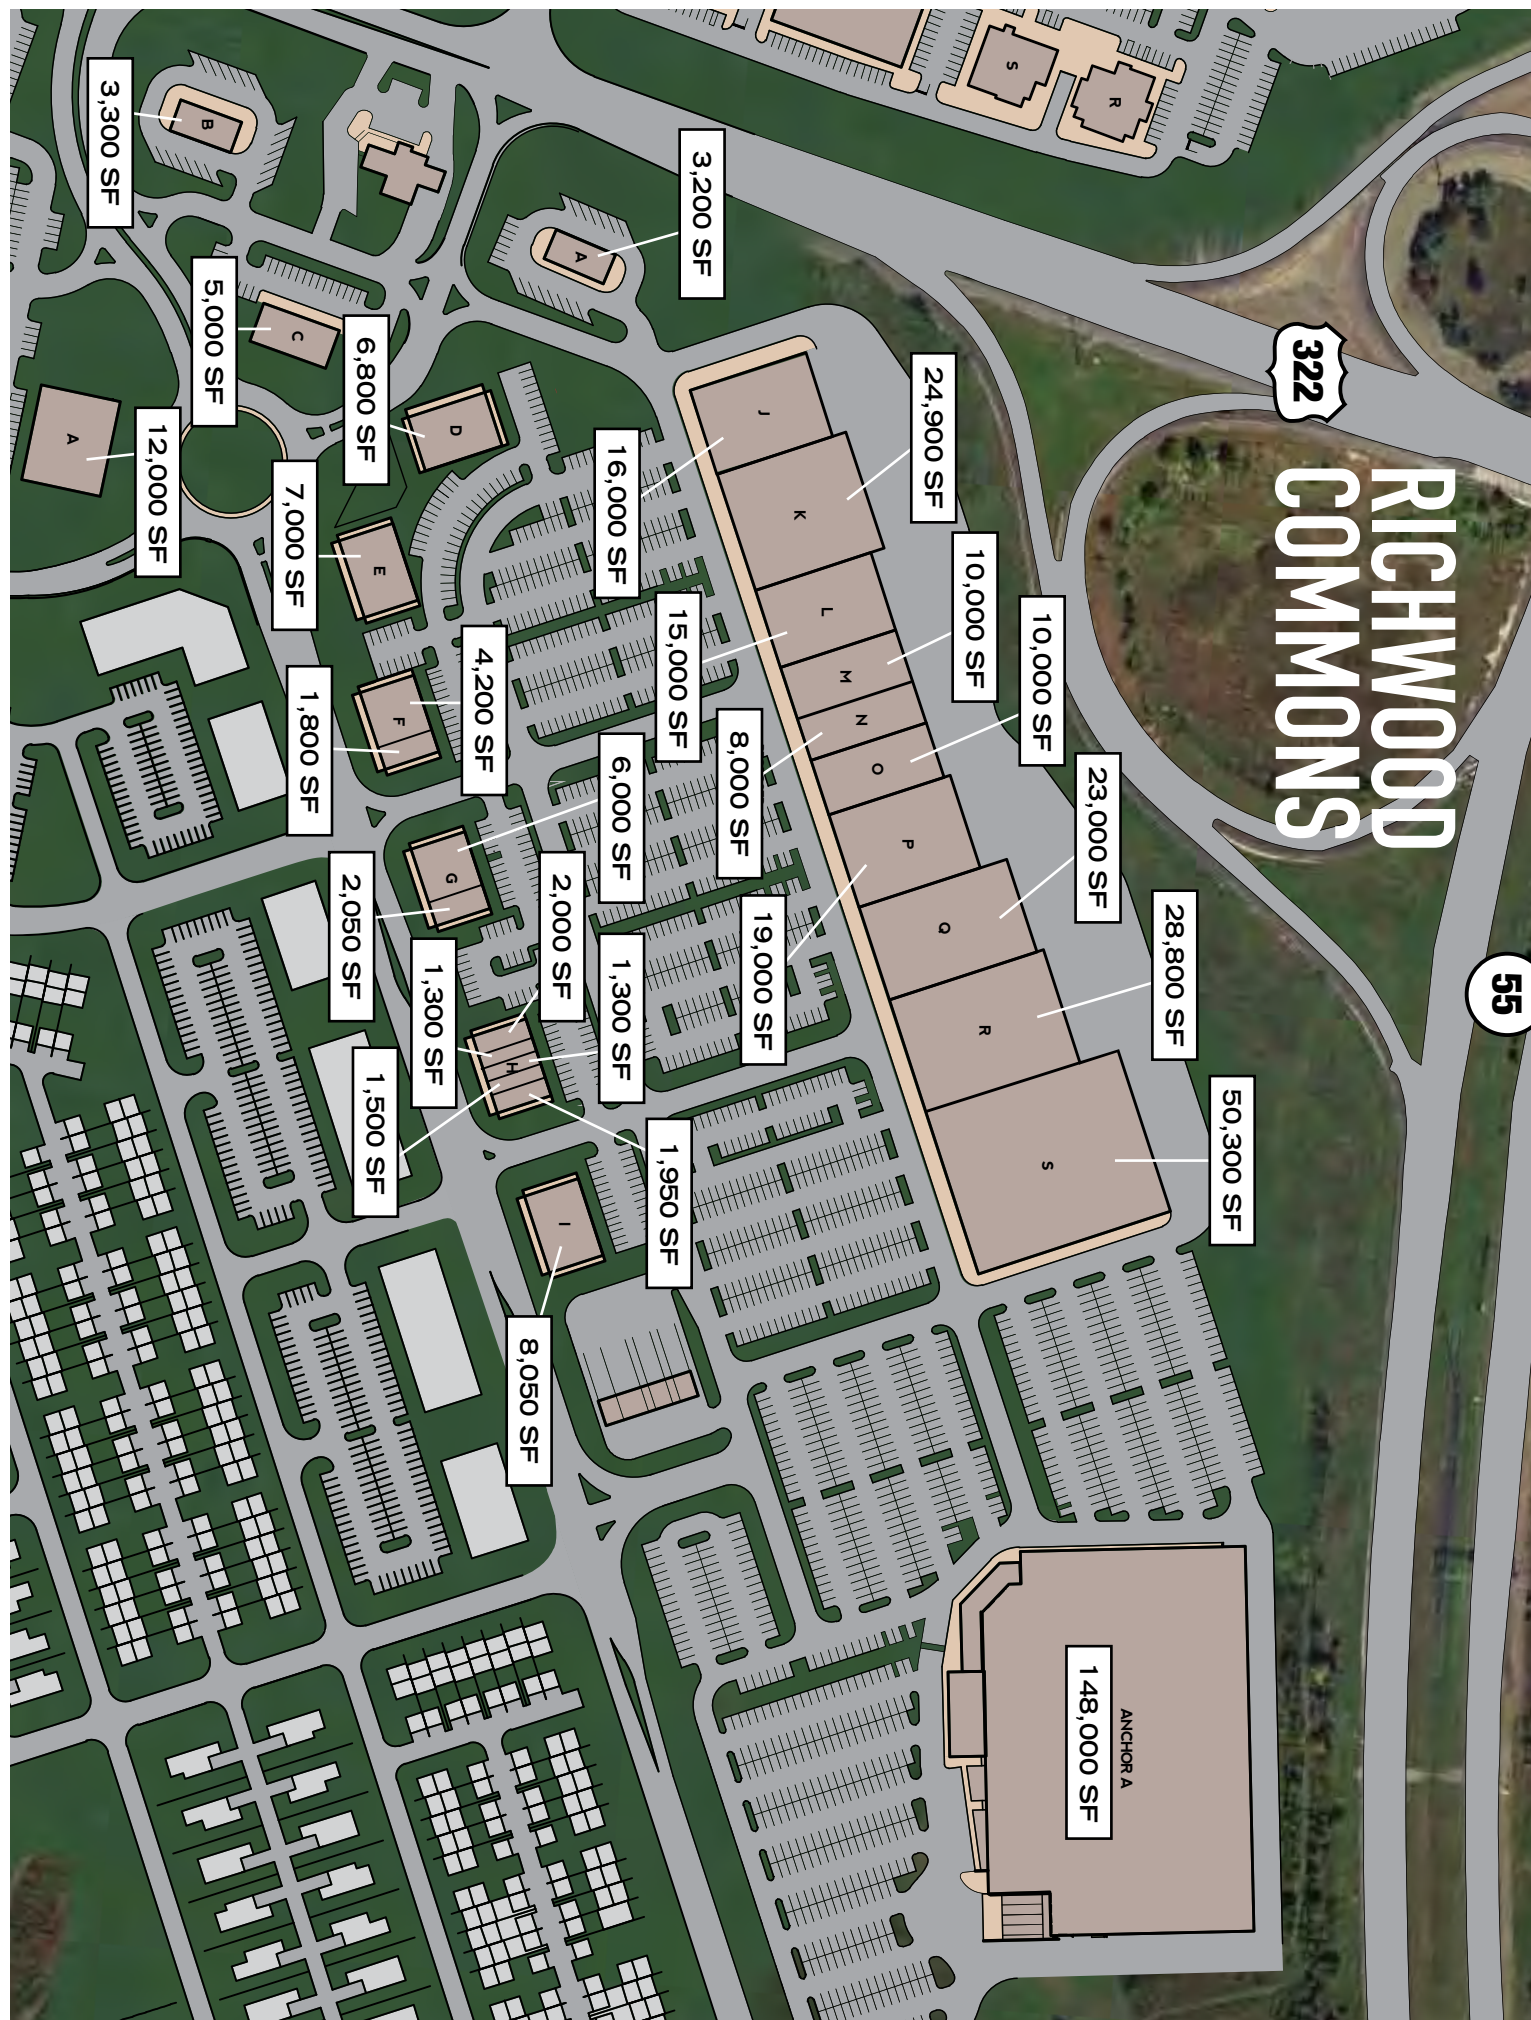 RICHWOOD
COMMONS
322
55
S
R
3,200 SF
A
3,300 SF
B
5,000 SF
C
6,800 SF
D
12,000 SF
A
7,000 SF
E
4,200 SF
F
1,800 SF
6,000 SF
G
2,050 SF
2,000 SF
1,300 SF
H
1,300 SF
1,500 SF
1,950 SF
I
8,050 SF
16,000 SF
J
24,900 SF
K
15,000 SF
L
10,000 SF
M
8,000 SF
N
10,000 SF
O
19,000 SF
P
23,000 SF
Q
28,800 SF
R
50,300 SF
S
ANCHOR A
148,000 SF